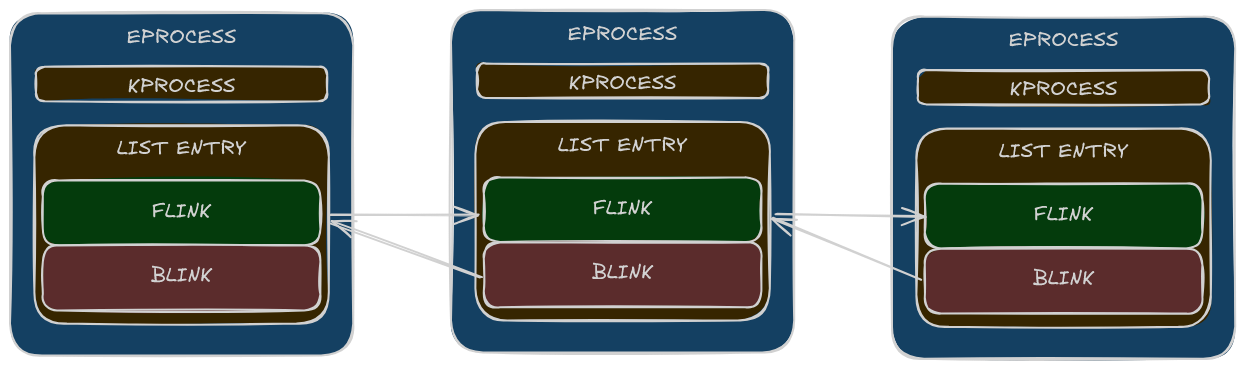 EPROCESS
KPROCESS
LIST ENTRY
FLINK
BLINK
EPROCESS
KPROCESS
LIST ENTRY
FLINK
BLINK
EPROCESS
KPROCESS
LIST ENTRY
FLINK
BLINK